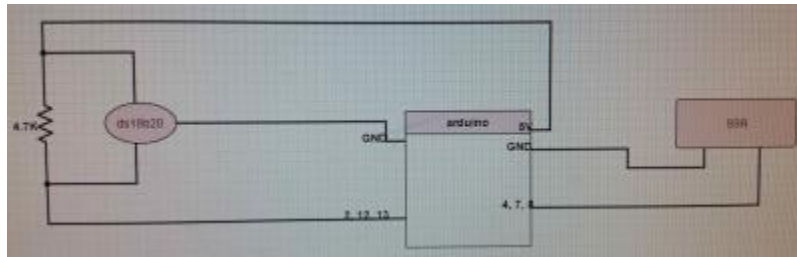 4.7K
ds18b20
arduino
5V
GND
GND
2, 12, 13
4, 7, 8
SSR